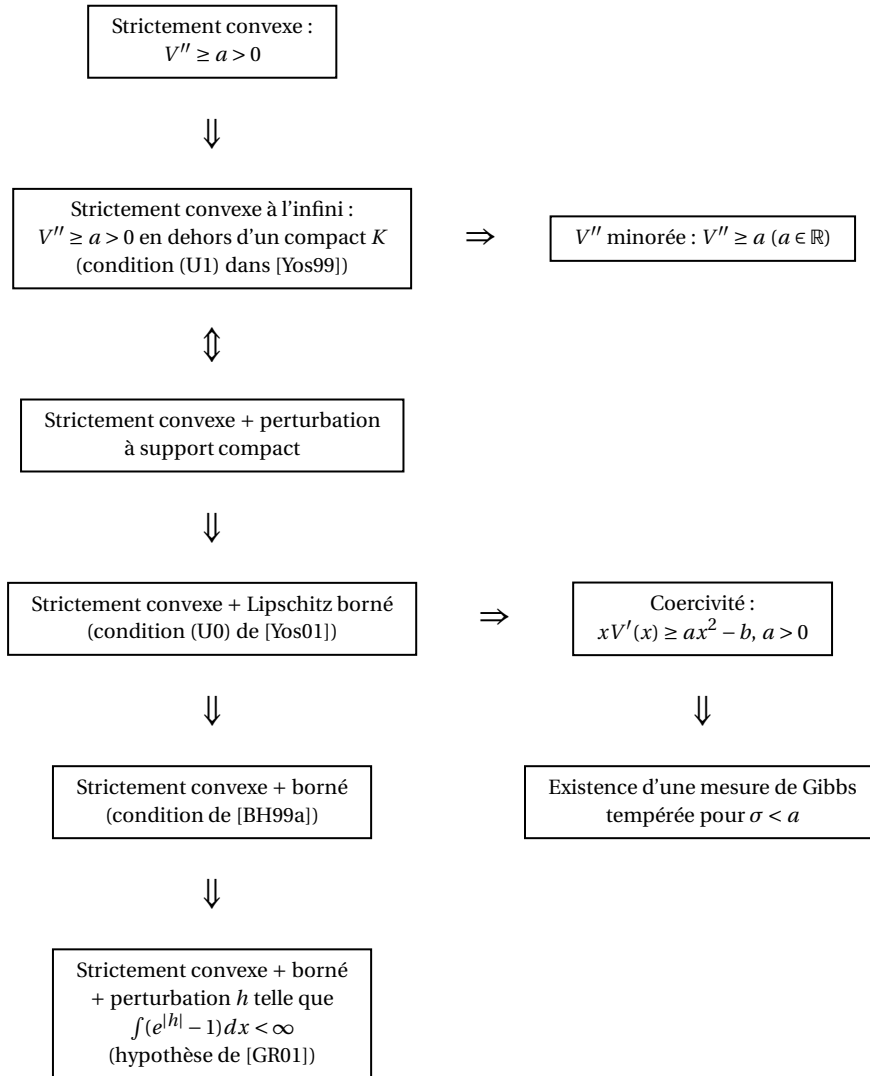 Strictement convexe :
V″ ≥ a > 0
⇓
Strictement convexe à l'infini :
V″ ≥ a > 0 en dehors d'un compact K
(condition (U1) dans [Yos99])
⇒
V″ minorée : V″ ≥ a (a ∈ ℝ)
⇕
Strictement convexe + perturbation
à support compact
⇓
Strictement convexe + Lipschitz borné
(condition (U0) de [Yos01])
⇒
Coercivité :
xV′(x) ≥ ax² − b, a > 0
⇓
⇓
Strictement convexe + borné
(condition de [BH99a])
Existence d'une mesure de Gibbs
tempérée pour σ < a
⇓
Strictement convexe + borné
+ perturbation h telle que
∫(e^|h| − 1)dx < ∞
(hypothèse de [GR01])